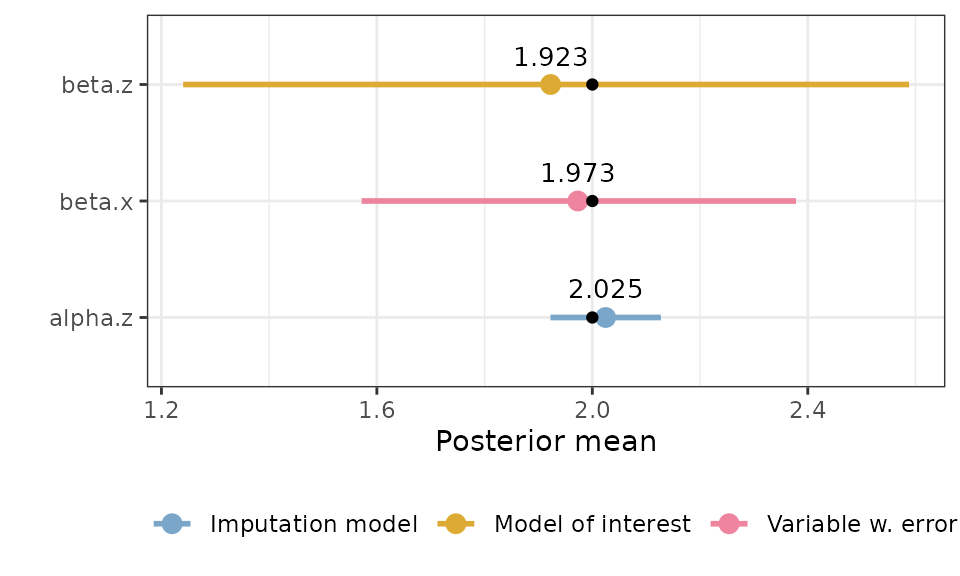 1.923
beta.z
1.973
beta.x
2.025
alpha.z
1.2 1.6 2.0 2.4
Posterior mean
Imputation model Model of interest Variable w. error